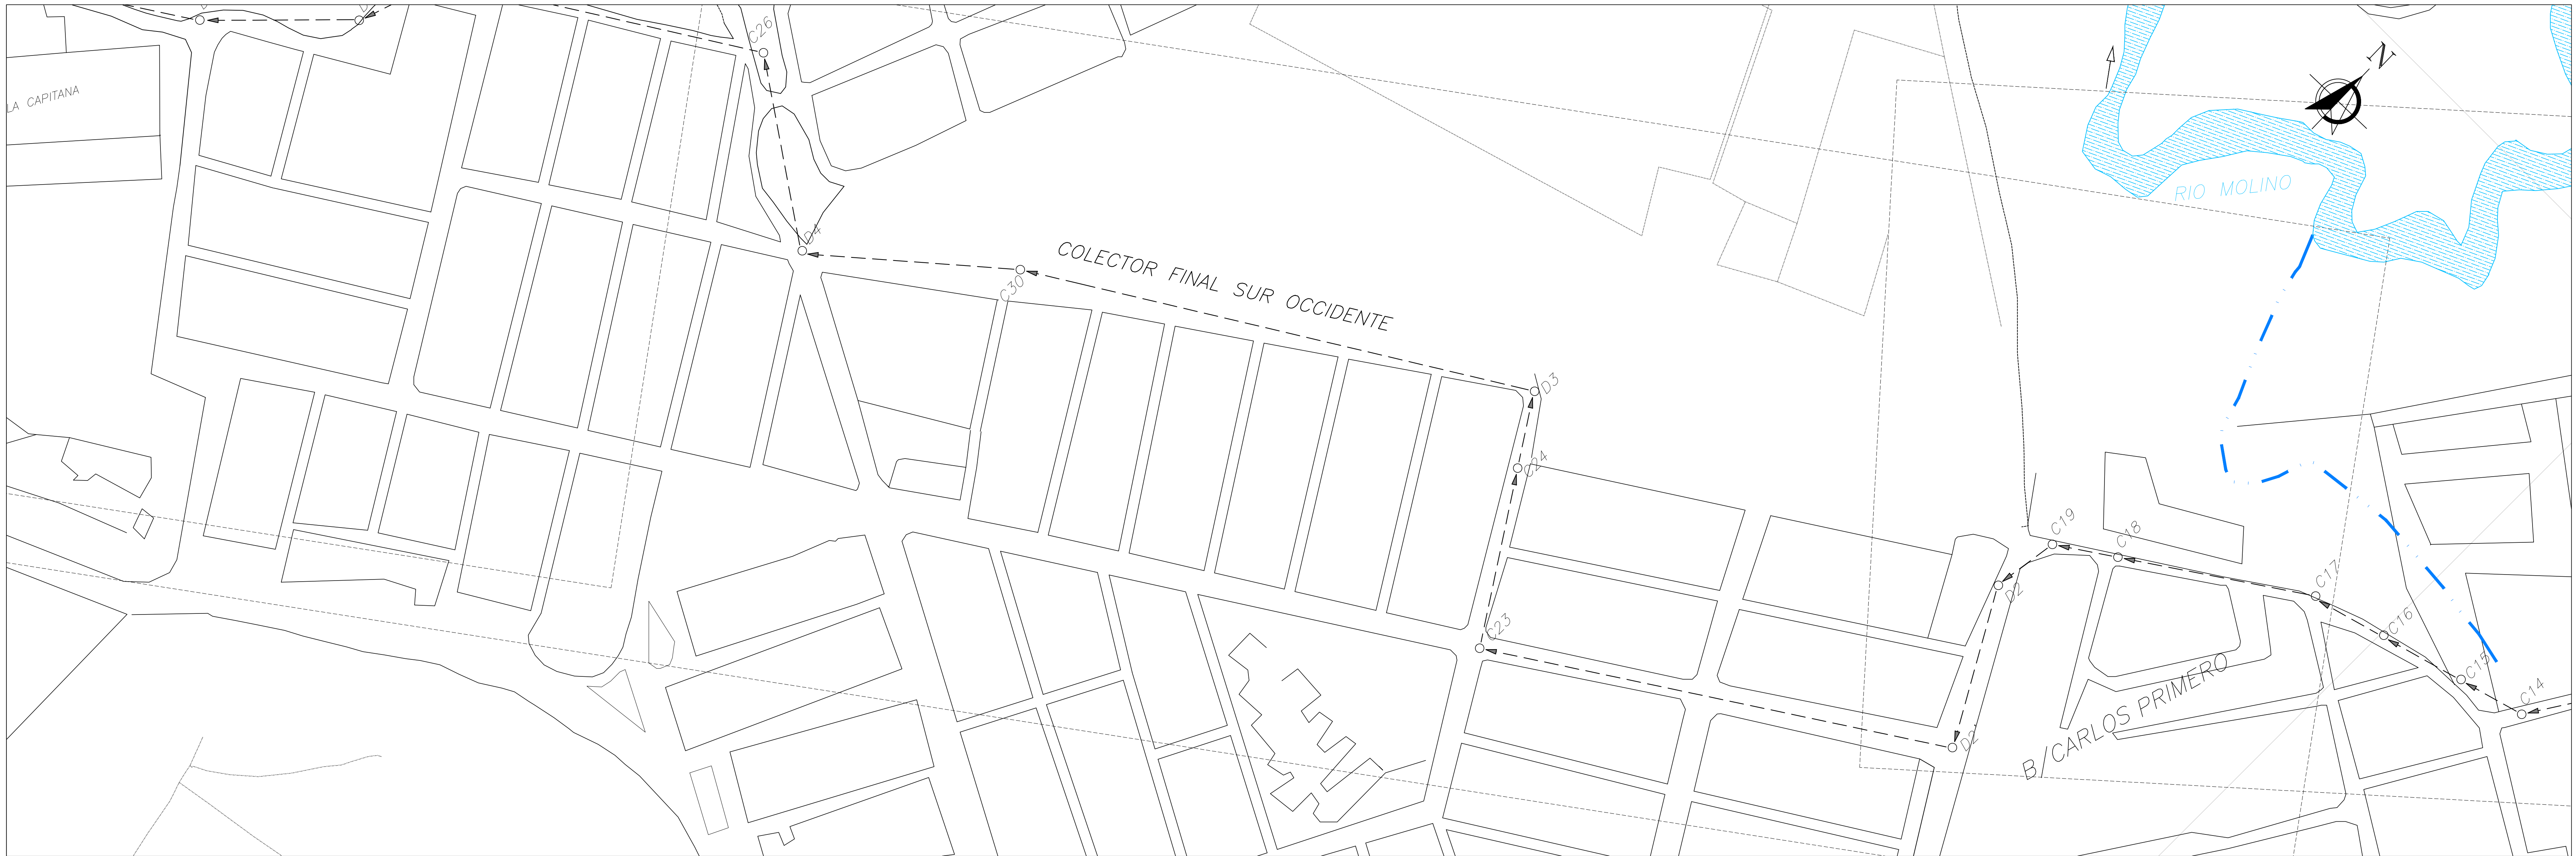 C26
N
LA CAPITANA
RIO MOLINO
D4
COLECTOR FINAL SUR OCCIDENTE
C30
D3
C24
C19
C18
C17
D2
C16
C23
C15
B/ CARLOS PRIMERO
C14
D2'